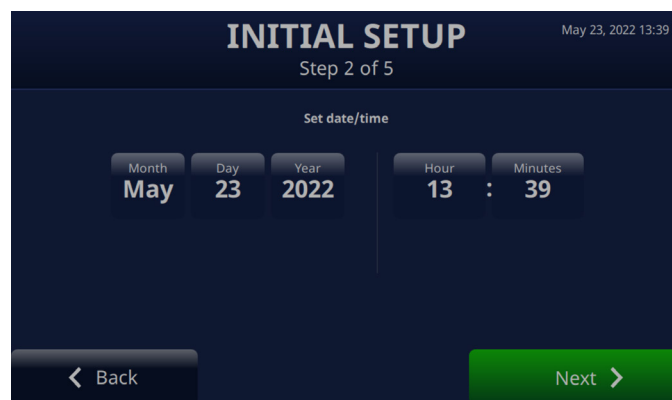 INITIAL SETUP
May 23, 2022 13:39
Step 2 of 5
Set date/time
Month Day Year Hour Minutes
May 23 2022 13 : 39
Back Next